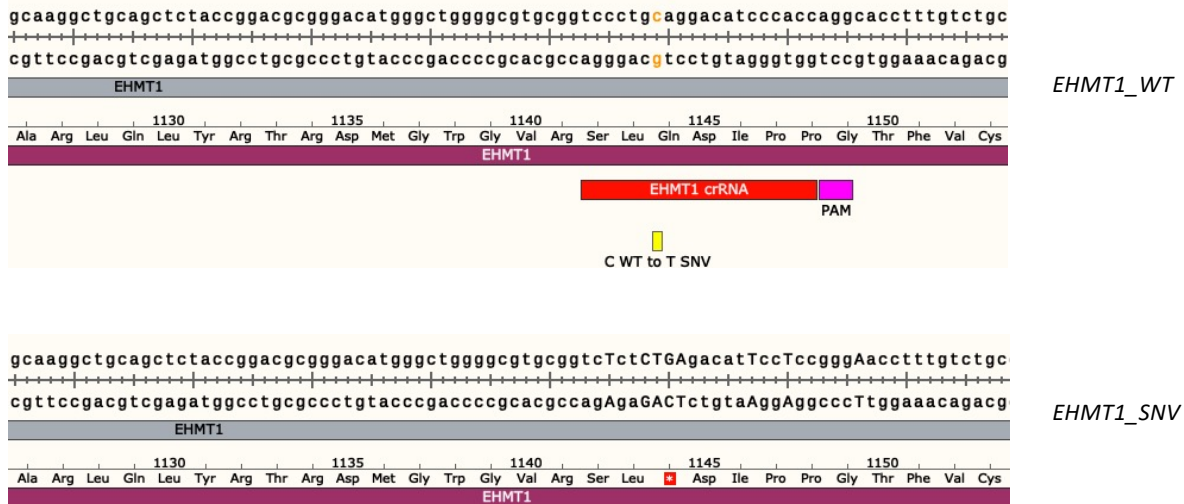 gcaaggctgcagctctaccggacgcgggacatgggctggggcgtgcggtccctgcaggacatcccaccaggcacctttgtctgc
cgttccgacgtcgagatggcctgcgccctgtacccgaccccgcacgccagggacgtcctgtagggtggtccgtggaaacagacg
EHMT1
EHMT1_WT
1130 1135 1140 1145 1150
Ala Arg Leu Gln Leu Tyr Arg Thr Arg Asp Met Gly Trp Gly Val Arg Ser Leu Gln Asp Ile Pro Pro Gly Thr Phe Val Cys
EHMT1
EHMT1 crRNA
PAM
C WT to T SNV
gcaaggctgcagctctaccggacgcgggacatgggctggggcgtgcggtcTctCTGAgacatTccTccgggAacctttgtctgc
cgttccgacgtcgagatggcctgcgccctgtacccgaccccgcacgccagAgaGACTctgtaAggAggcccTtggaaacagacg
EHMT1
EHMT1_SNV
1130 1135 1140 1145 1150
Ala Arg Leu Gln Leu Tyr Arg Thr Arg Asp Met Gly Trp Gly Val Arg Ser Leu * Asp Ile Pro Pro Gly Thr Phe Val Cys
EHMT1